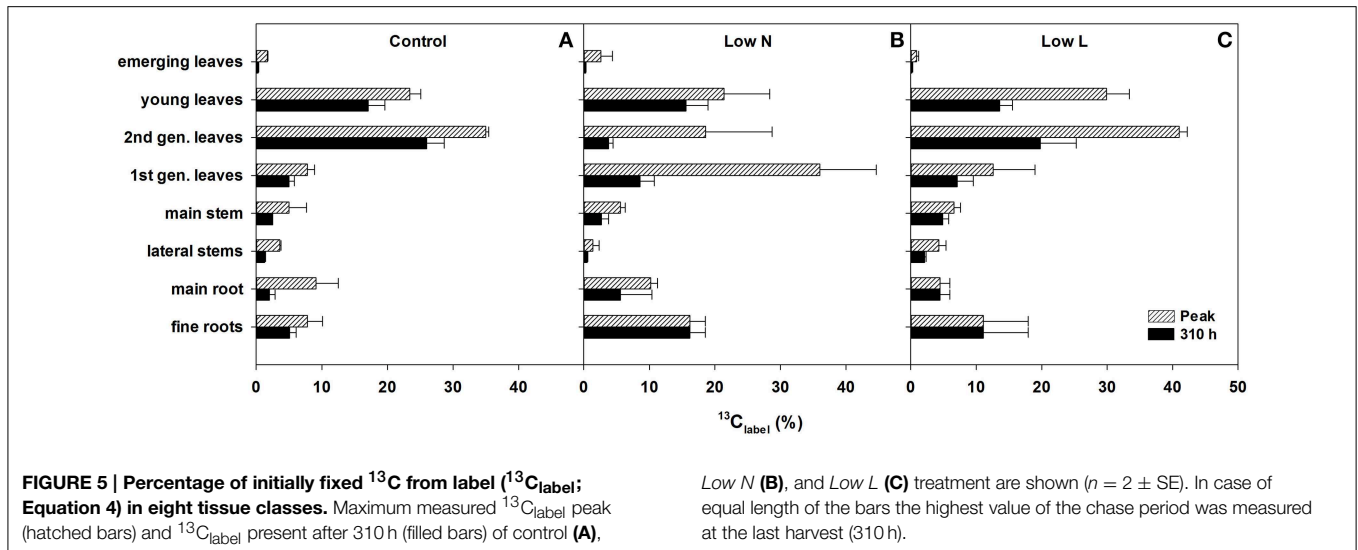 Control A Low N B Low L C
emerging leaves
young leaves
2nd gen. leaves
1st gen. leaves
main stem
lateral stems
main root
fine roots
Peak
310 h
0 10 20 30 40 0 10 20 30 40 0 10 20 30 40 50
¹³C_label (%)
FIGURE 5 | Percentage of initially fixed ¹³C from label (¹³C_label;
Equation 4) in eight tissue classes. Maximum measured ¹³C_label peak
(hatched bars) and ¹³C_label present after 310 h (filled bars) of control (A),
Low N (B), and Low L (C) treatment are shown (n = 2 ± SE). In case of
equal length of the bars the highest value of the chase period was measured
at the last harvest (310 h).